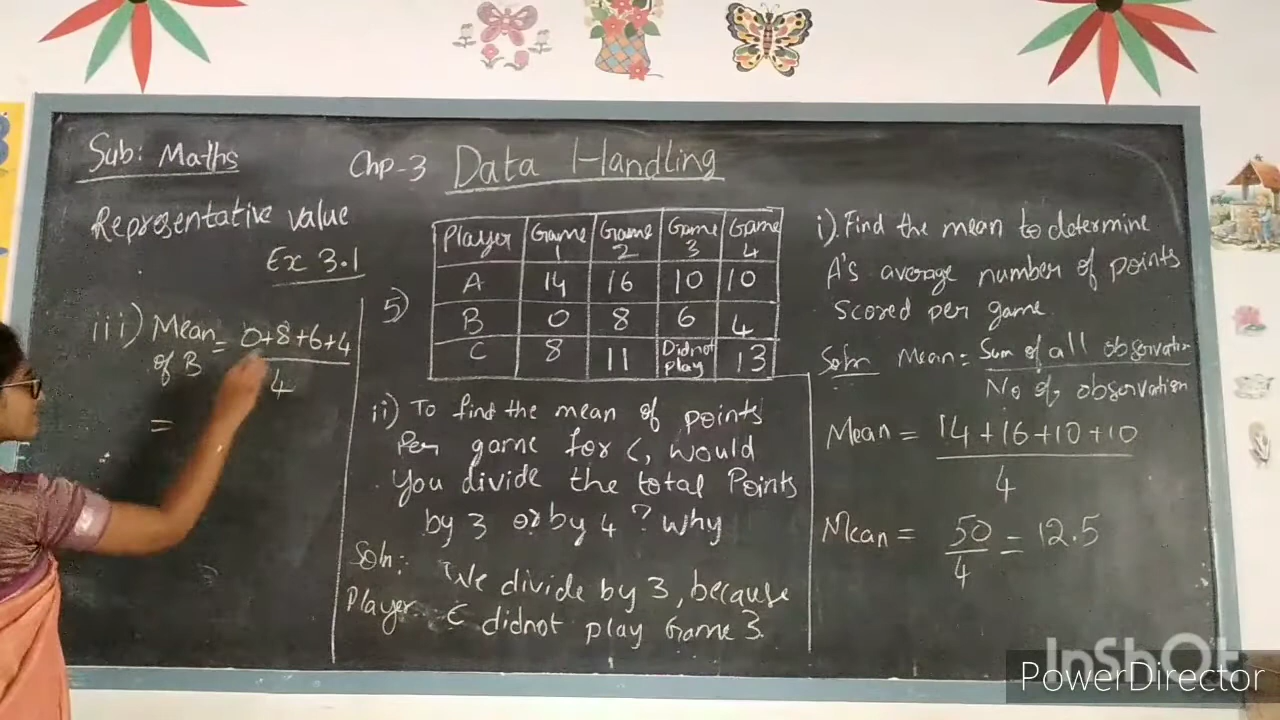 Sub: Maths
Chp-3 Data Handling
Representative value
Ex 3.1
iii) Mean of B = 0+8+6+4
4
=
5)
Player Game 1 Game 2 Game 3 Game 4
A 14 16 10 10
B 0 8 6 4
C 8 11 Did not play 13
ii) To find the mean of points
Per game for C, would
You divide the total Points
by 3 or by 4 ? Why
Soln: We divide by 3, because
Player C didnot play Game 3.
i). Find the mean to determine
A's average number of points
scored per game.
Soln Mean = Sum of all observation
No of observation
Mean = 14+16+10+10
4
Mean = 50
4
= 12.5
InShOt
PowerDirector